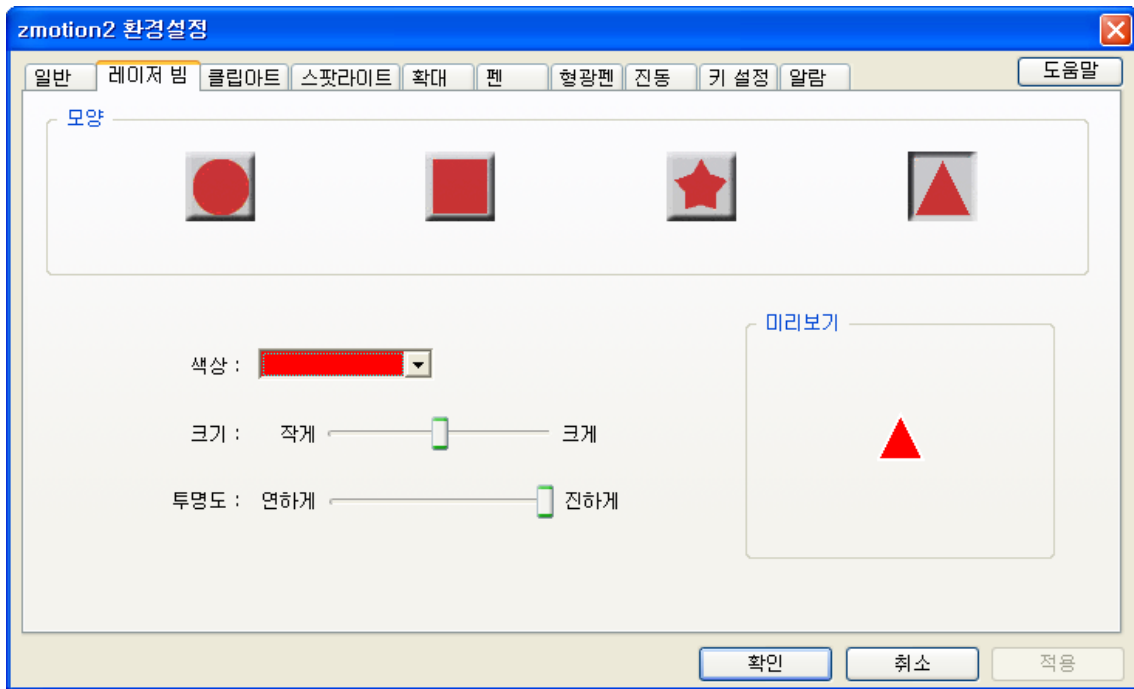 zmotion2 환경설정
일반 레이저 빔 클립아트 스팟라이트 확대 펜 형광펜 진동 키 설정 알람 도움말
모양
미리보기
색상 :
크기 : 작게 크게
투명도 : 연하게 진하게
확인 취소 적용